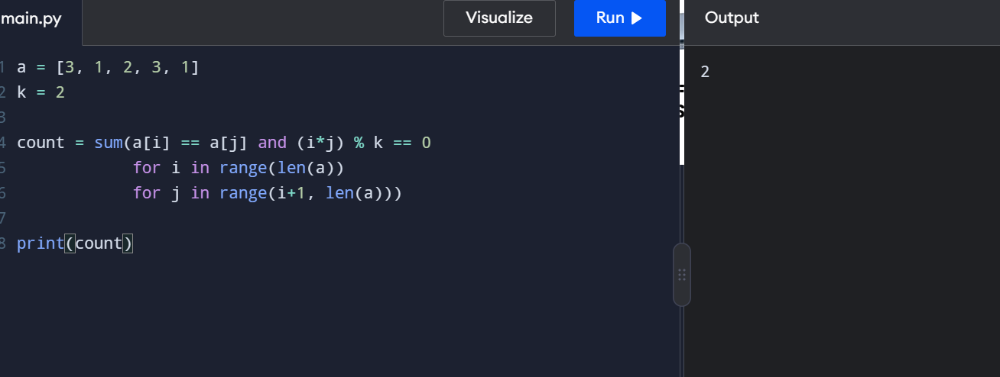 main.py
Visualize
Run
Output
1 a = [3, 1, 2, 3, 1]
2 k = 2
3
4 count = sum(a[i] == a[j] and (i*j) % k == 0
5             for i in range(len(a))
6             for j in range(i+1, len(a)))
7
8 print(count)
2